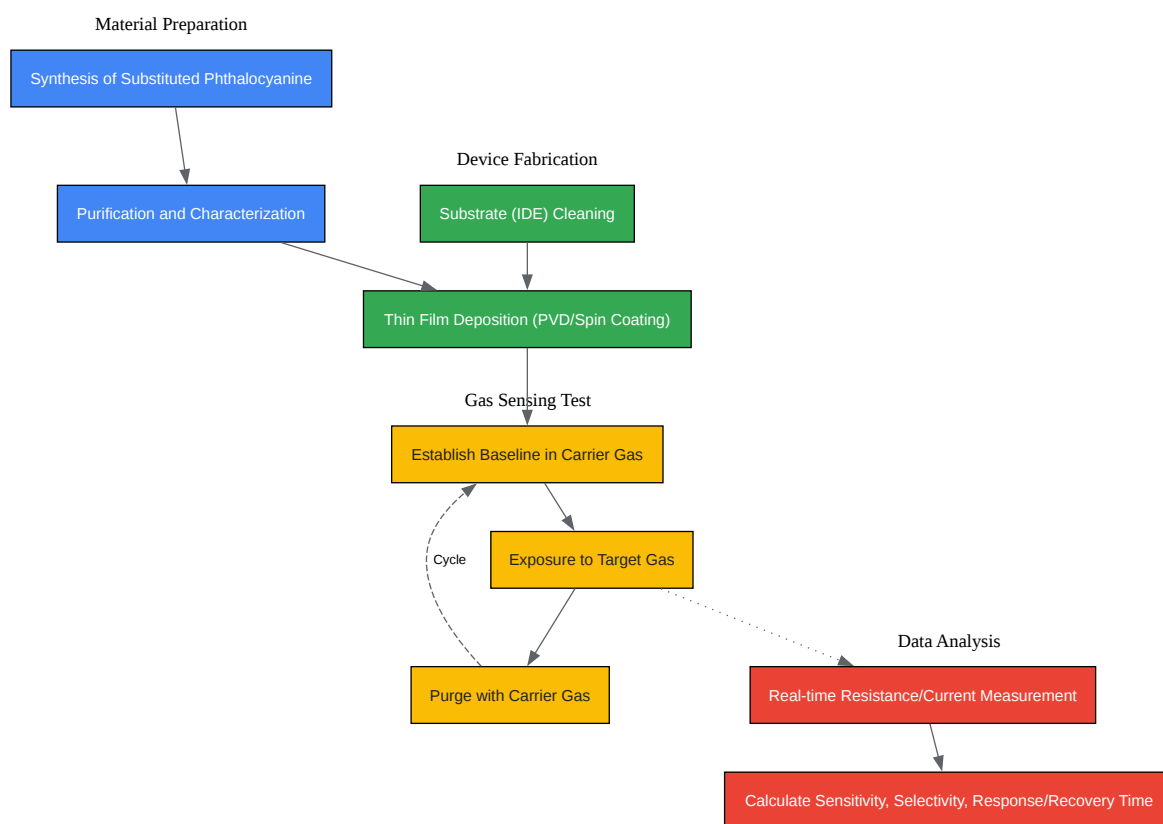 Material Preparation
Synthesis of Substituted Phthalocyanine
Device Fabrication
Purification and Characterization
Substrate (IDE) Cleaning
Thin Film Deposition (PVD/Spin Coating)
Gas Sensing Test
Establish Baseline in Carrier Gas
Exposure to Target Gas
Cycle
Data Analysis
Purge with Carrier Gas
Real-time Resistance/Current Measurement
Calculate Sensitivity, Selectivity, Response/Recovery Time